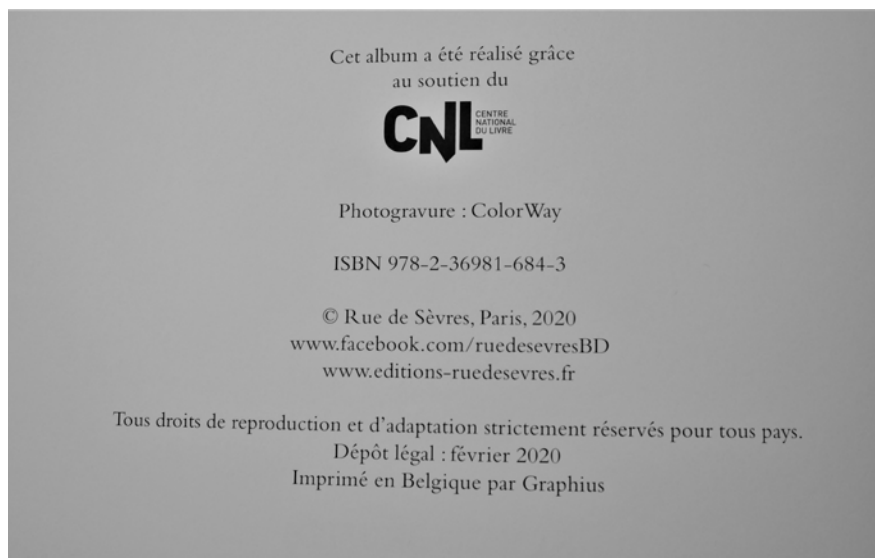 Cet album a été réalisé grâce
au soutien du
CNL
CENTRE
NATIONAL
DU LIVRE
Photogravure : ColorWay
ISBN 978-2-36981-684-3
© Rue de Sèvres, Paris, 2020
www.facebook.com/ruedesevresBD
www.editions-ruedesevres.fr
Tous droits de reproduction et d’adaptation strictement réservés pour tous pays.
Dépôt légal : février 2020
Imprimé en Belgique par Graphius